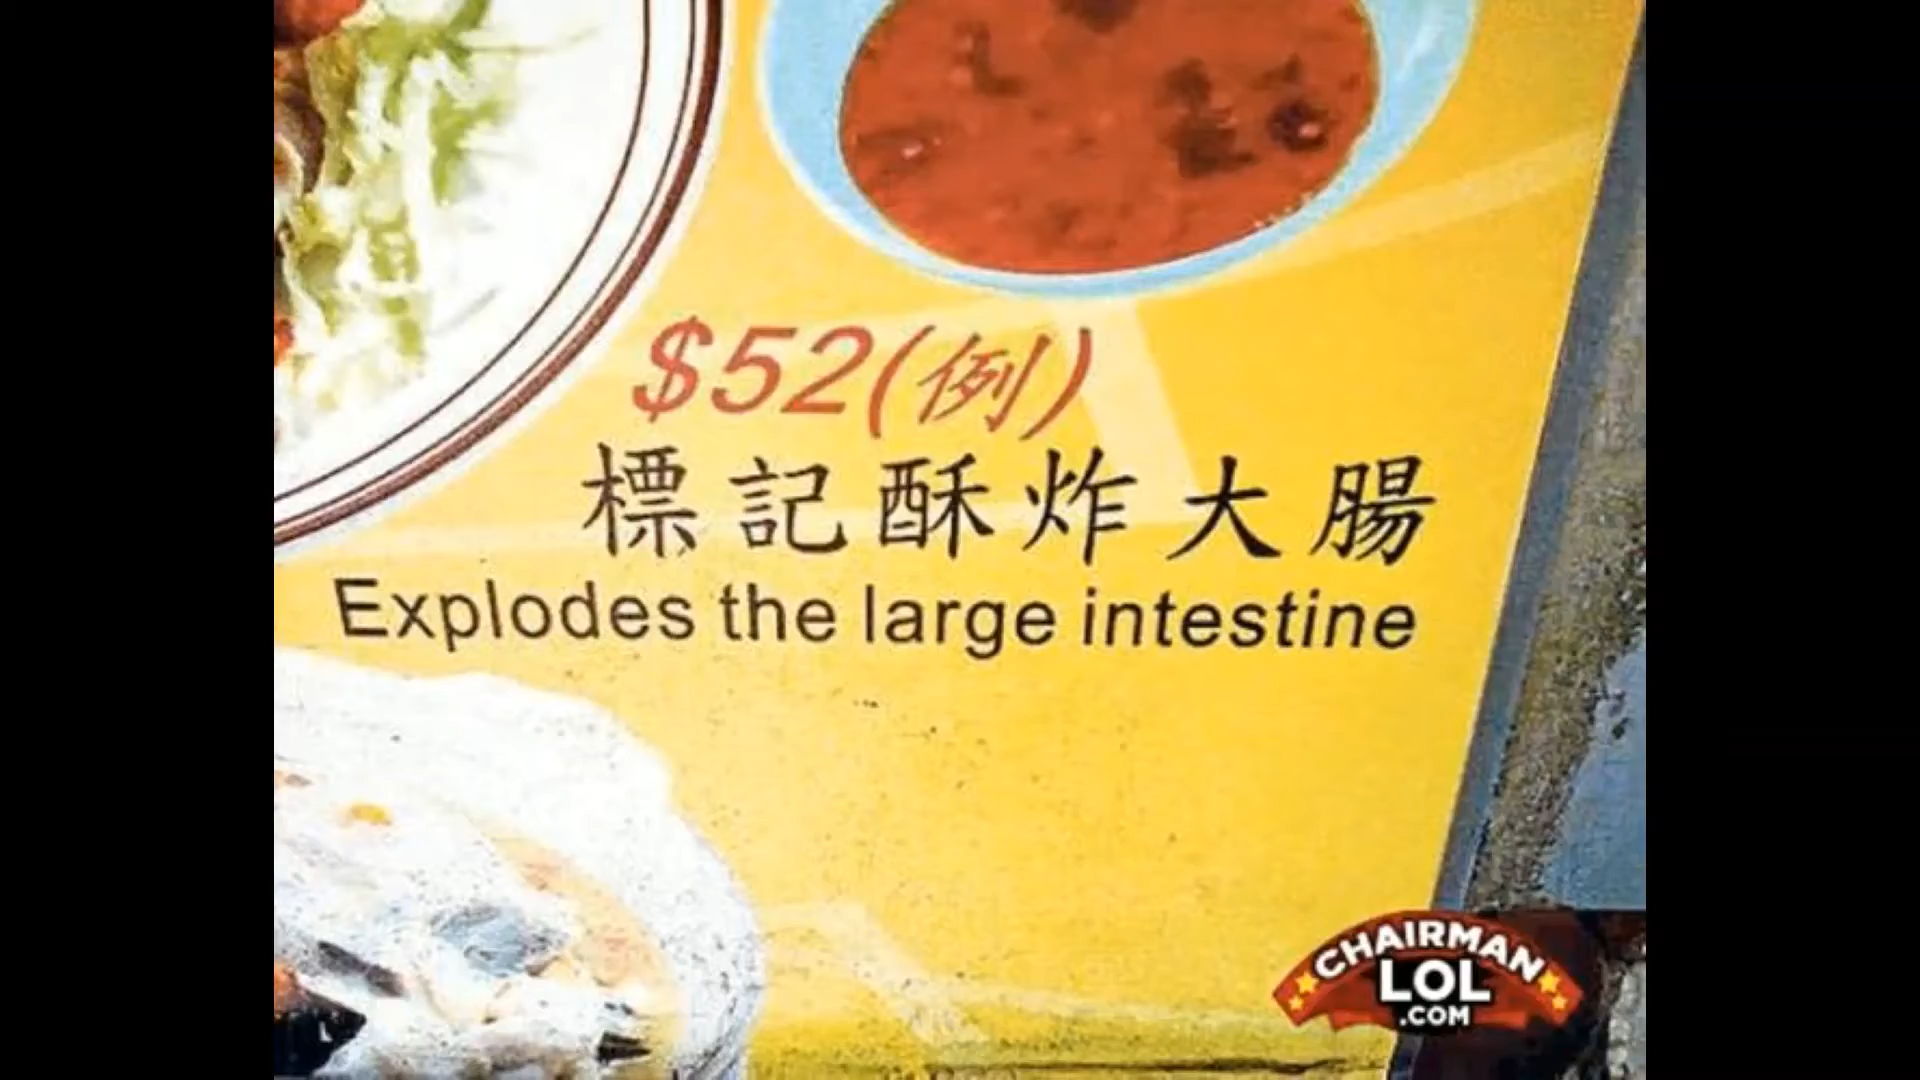 $52(例)
標記酥炸大腸
Explodes the large intestine
CHAIRMAN
LOL
.COM